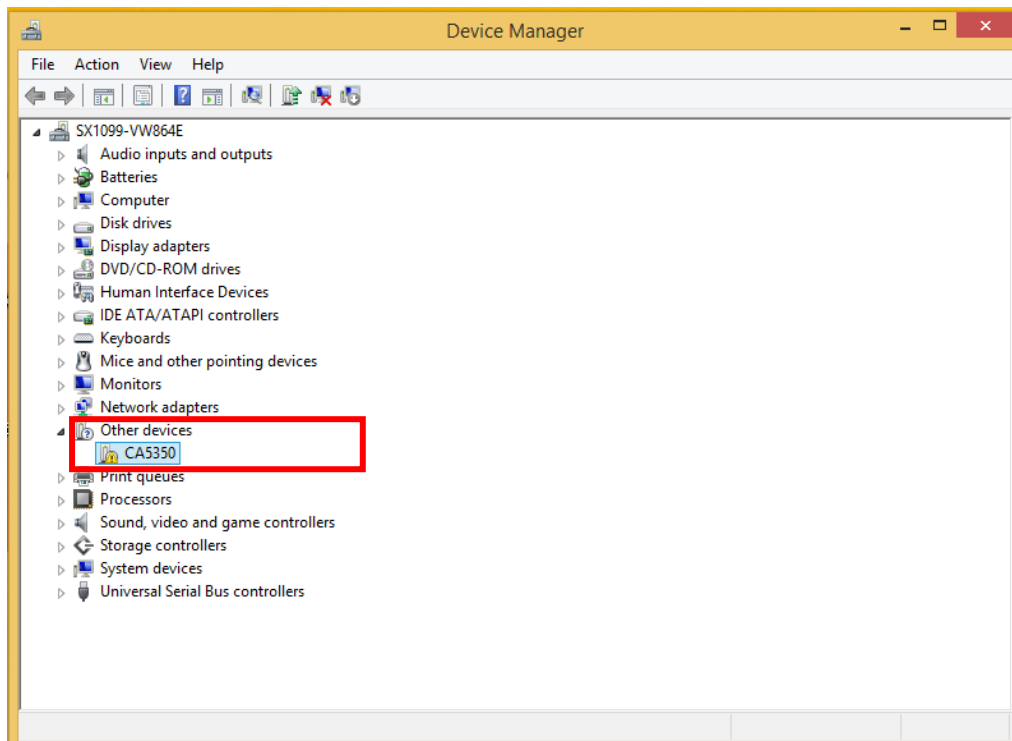 Device Manager
File Action View Help
SX1099-VW864E
Audio inputs and outputs
Batteries
Computer
Disk drives
Display adapters
DVD/CD-ROM drives
Human Interface Devices
IDE ATA/ATAPI controllers
Keyboards
Mice and other pointing devices
Monitors
Network adapters
Other devices
CA5350
Print queues
Processors
Sound, video and game controllers
Storage controllers
System devices
Universal Serial Bus controllers